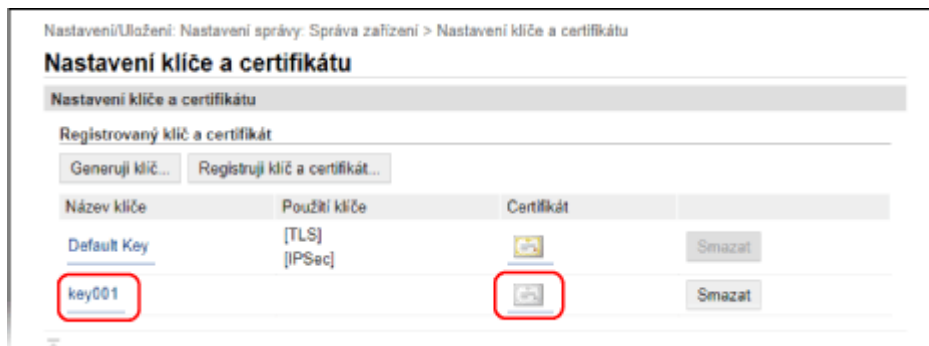 Nastavení/Uložení: Nastavení správy: Správa zařízení > Nastavení klíče a certifikátu
Nastavení klíče a certifikátu
Nastavení klíče a certifikátu
Registrovaný klíč a certifikát
Generuji klíč... Registruji klíč a certifikát...
Název klíče Použití klíče Certifikát
Default Key [TLS] [IPSec] Smazat
key001 Smazat